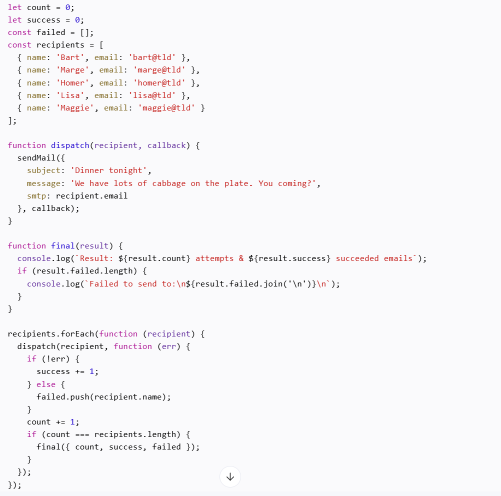 let count = 0;
let success = 0;
const failed = [];
const recipients = [
  { name: 'Bart', email: 'bart@tld' },
  { name: 'Marge', email: 'marge@tld' },
  { name: 'Homer', email: 'homer@tld' },
  { name: 'Lisa', email: 'lisa@tld' },
  { name: 'Maggie', email: 'maggie@tld' }
];

function dispatch(recipient, callback) {
  sendMail({
    subject: 'Dinner tonight',
    message: 'We have lots of cabbage on the plate. You coming?',
    smtp: recipient.email
  }, callback);
}

function final(result) {
  console.log(`Result: ${result.count} attempts & ${result.success} succeeded emails`);
  if (result.failed.length) {
    console.log(`Failed to send to:\n${result.failed.join('\n')}\n`);
  }
}

recipients.forEach(function (recipient) {
  dispatch(recipient, function (err) {
    if (!err) {
      success += 1;
    } else {
      failed.push(recipient.name);
    }
    count += 1;
    if (count === recipients.length) {
      final({ count, success, failed });
    }
  });
});